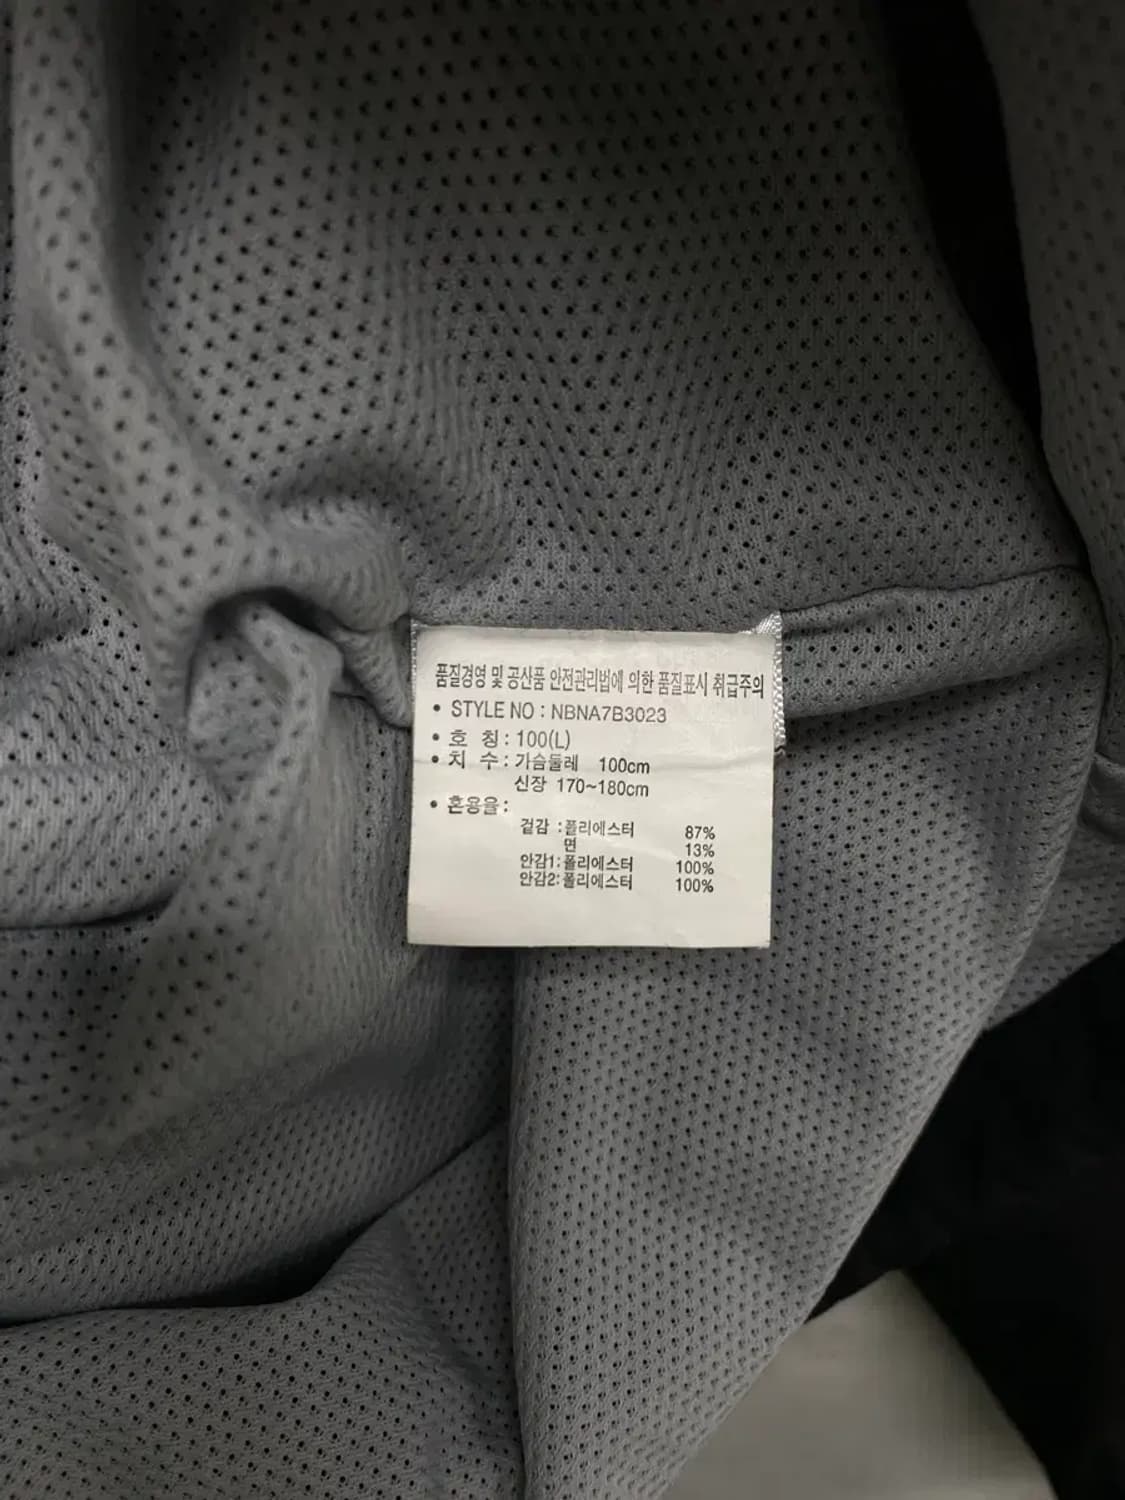 품질경영 및 공산품 안전관리법에 의한 품질표시 취급주의
• STYLE NO : NBNA7B3023
• 호 칭 : 100(L)
• 치 수 : 가슴둘레 100cm
신장 170~180cm
• 혼용율 :
겉감 : 폴리에스터 87%
면 13%
안감1: 폴리에스터 100%
안감2: 폴리에스터 100%